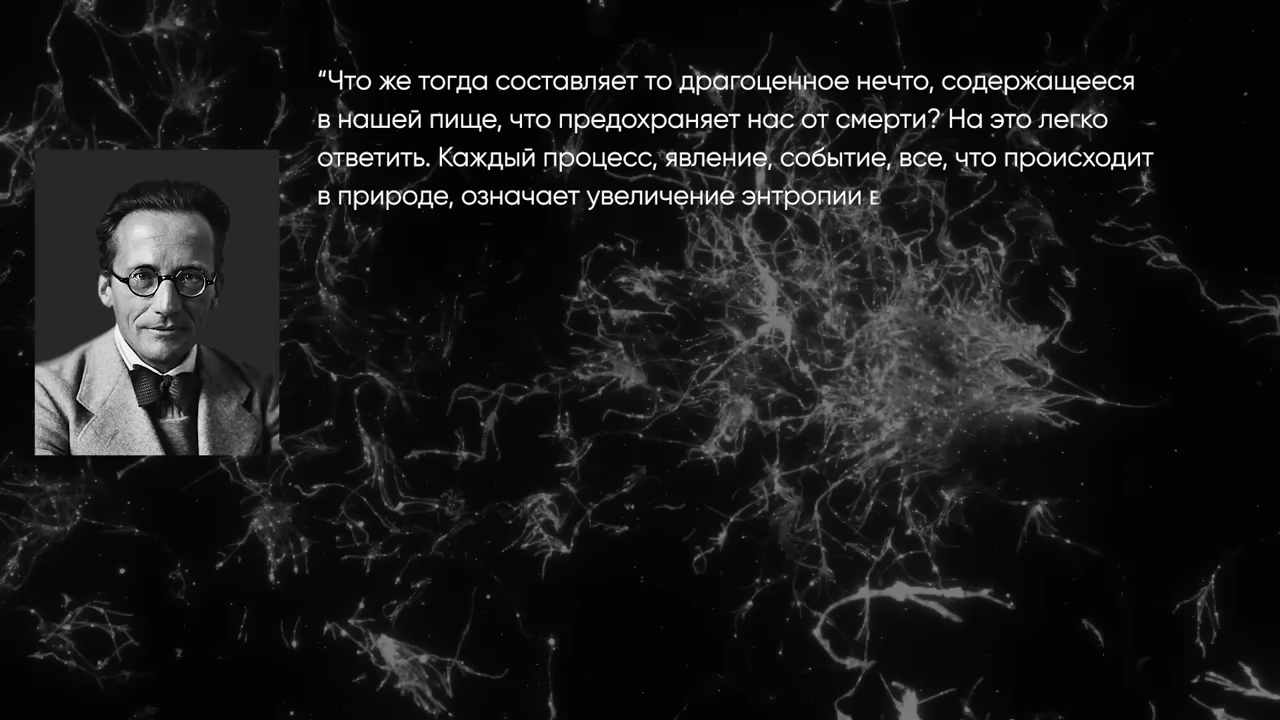 “Что же тогда составляет то драгоценное нечто, содержащееся
в нашей пище, что предохраняет нас от смерти? На это легко
ответить. Каждый процесс, явление, событие, все, что происходит
в природе, означает увеличение энтропии